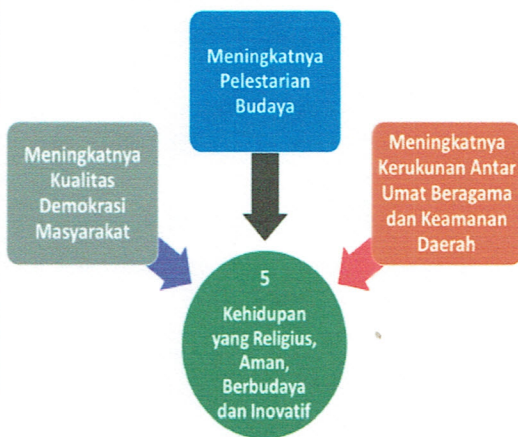 Meningkatnya
Pelestarian
Budaya
Meningkatnya
Kualitas
Demokrasi
Masyarakat
Meningkatnya
Kerukunan Antar
Umat Beragama
dan Keamanan
Daerah
5
Kehidupan
yang Religius,
Aman,
Berbudaya
dan Inovatif